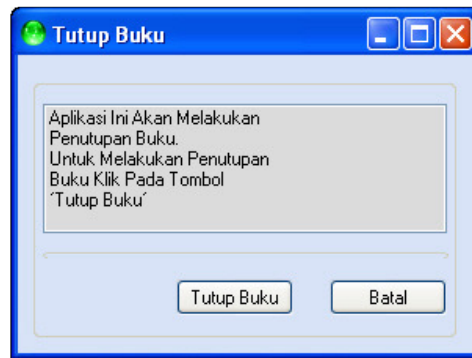 Tutup Buku
Aplikasi Ini Akan Melakukan
Penutupan Buku.
Untuk Melakukan Penutupan
Buku Klik Pada Tombol
´Tutup Buku´
Tutup Buku
Batal